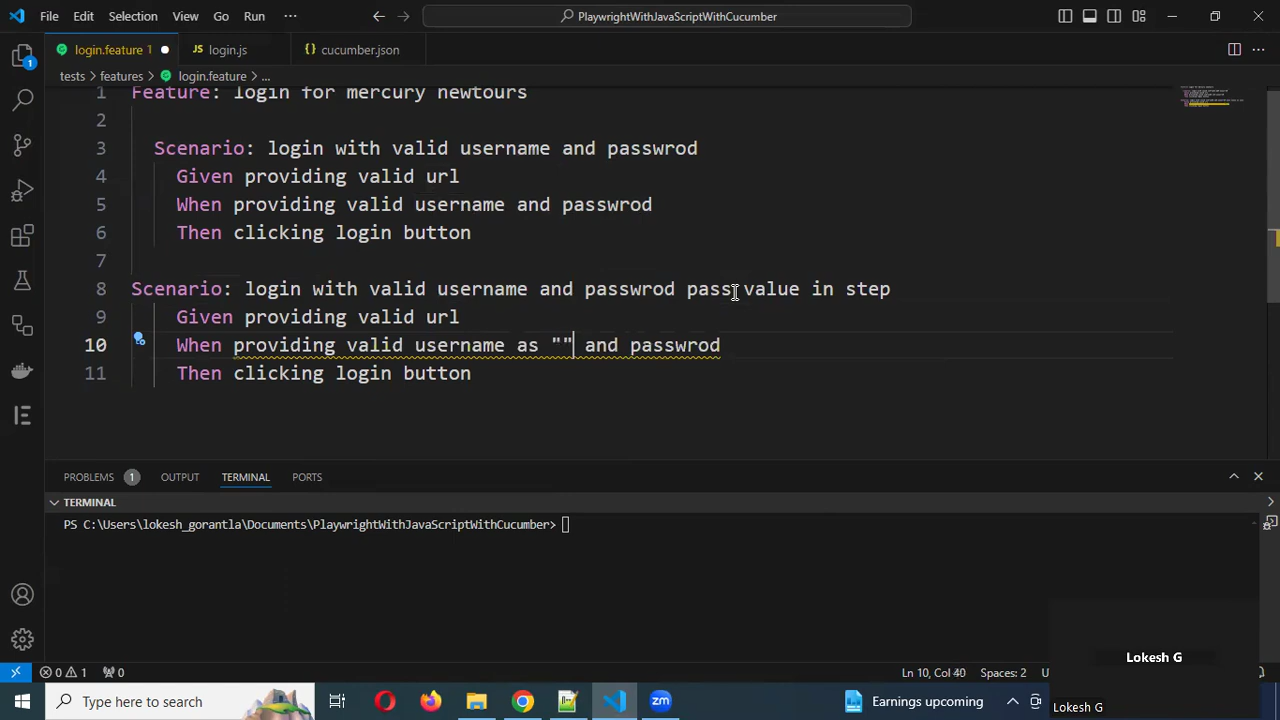 File Edit Selection View Go Run ··· PlaywrightWithJavaScriptWithCucumber
login.feature 1 JS login.js {} cucumber.json
tests > features > login.feature > ...
1 Feature: login for mercury newtours
2
3 Scenario: login with valid username and passwrod
4 Given providing valid url
5 When providing valid username and passwrod
6 Then clicking login button
7
8 Scenario: login with valid username and passwrod pass value in step
9 Given providing valid url
10 When providing valid username as "" and passwrod
11 Then clicking login button
PROBLEMS 1 OUTPUT TERMINAL PORTS
TERMINAL
PS C:\Users\lokesh_gorantla\Documents\PlaywrightWithJavaScriptWithCucumber>
Lokesh G
0 1 0 Ln 10, Col 40 Spaces: 2
Type here to search Earnings upcoming Lokesh G